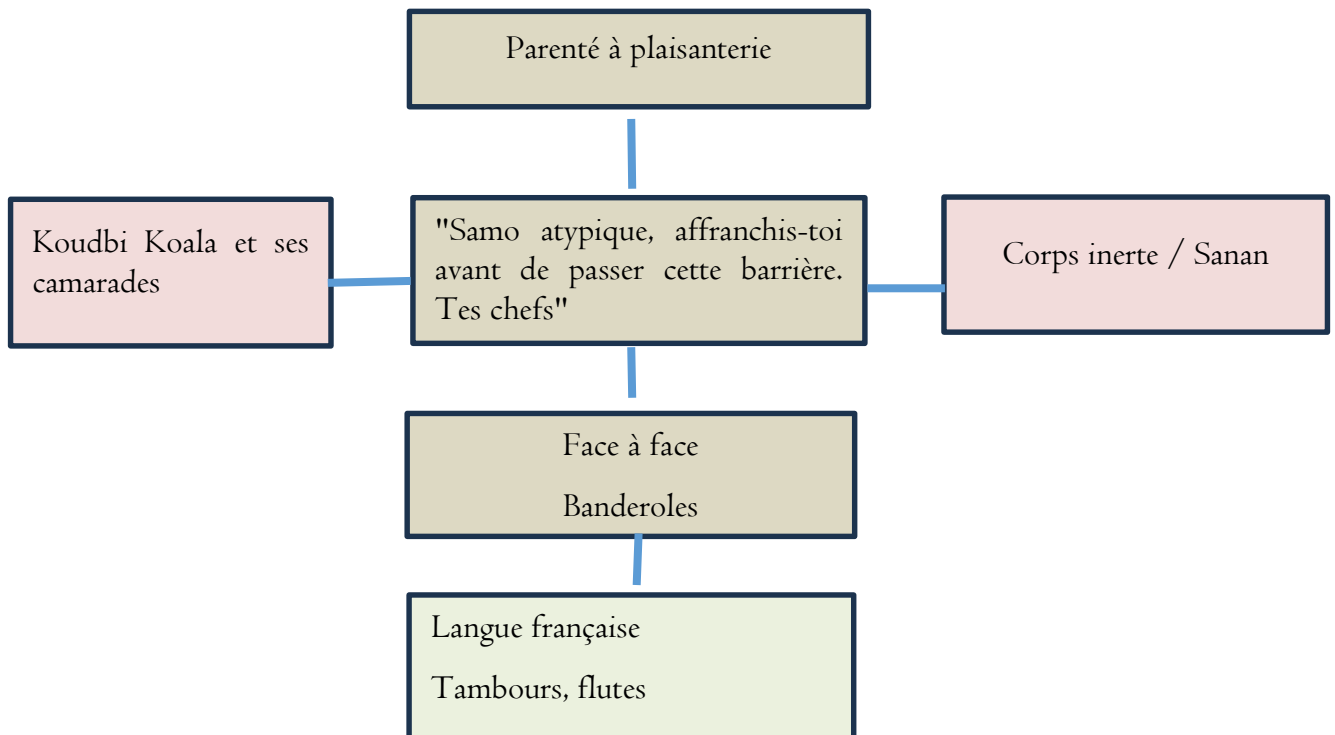 Parenté à plaisanterie
Koudbi Koala et ses
camarades
"Samo atypique, affranchis-toi
avant de passer cette barrière.
Tes chefs"
Corps inerte / Sanan
Face à face
Banderoles
Langue française
Tambours, flutes